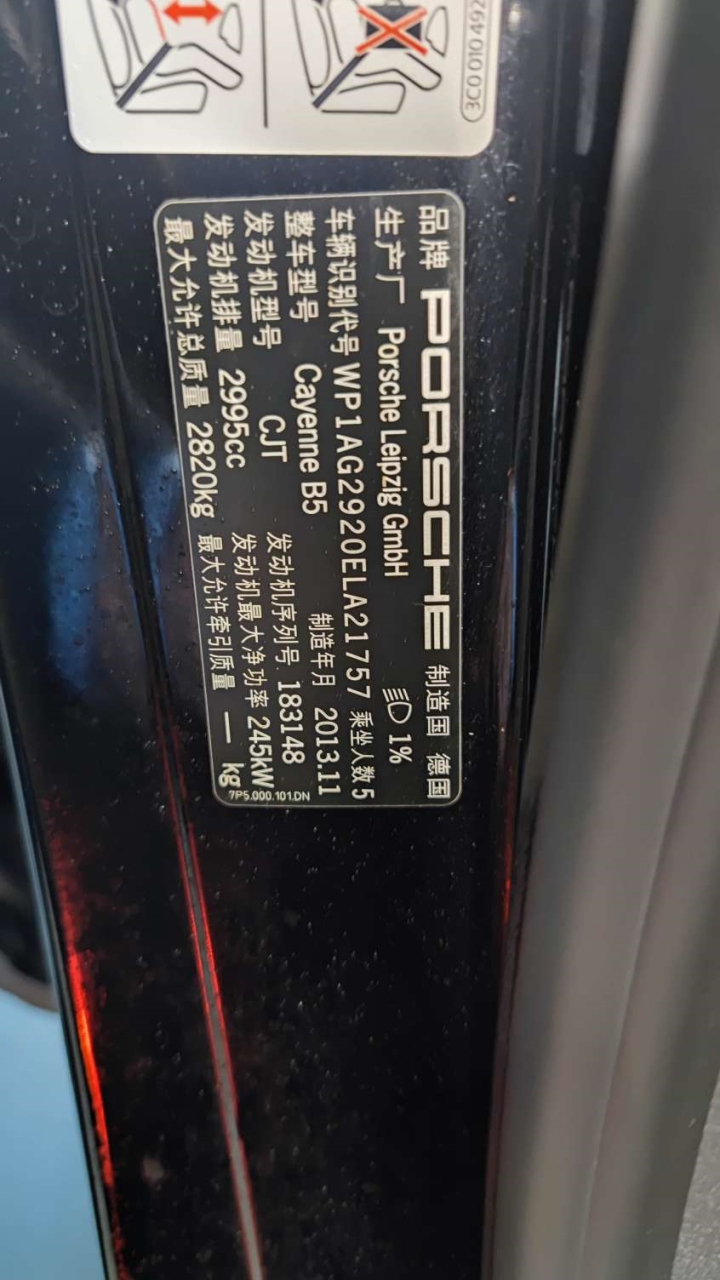 3C0 010 492
品牌 PORSCHE 制造国 德国
生产厂 Porsche Leipzig GmbH 1%
车辆识别代号 WP1AG2920ELA21757 乘坐人数 5
整车型号 Cayenne B5 制造年月 2013.11
发动机型号 CJT 发动机序列号 183148
发动机排量 2995cc 发动机最大净功率 245kW
最大允许总质量 2820kg 最大允许牵引质量 — kg
7P5.000.101.DN